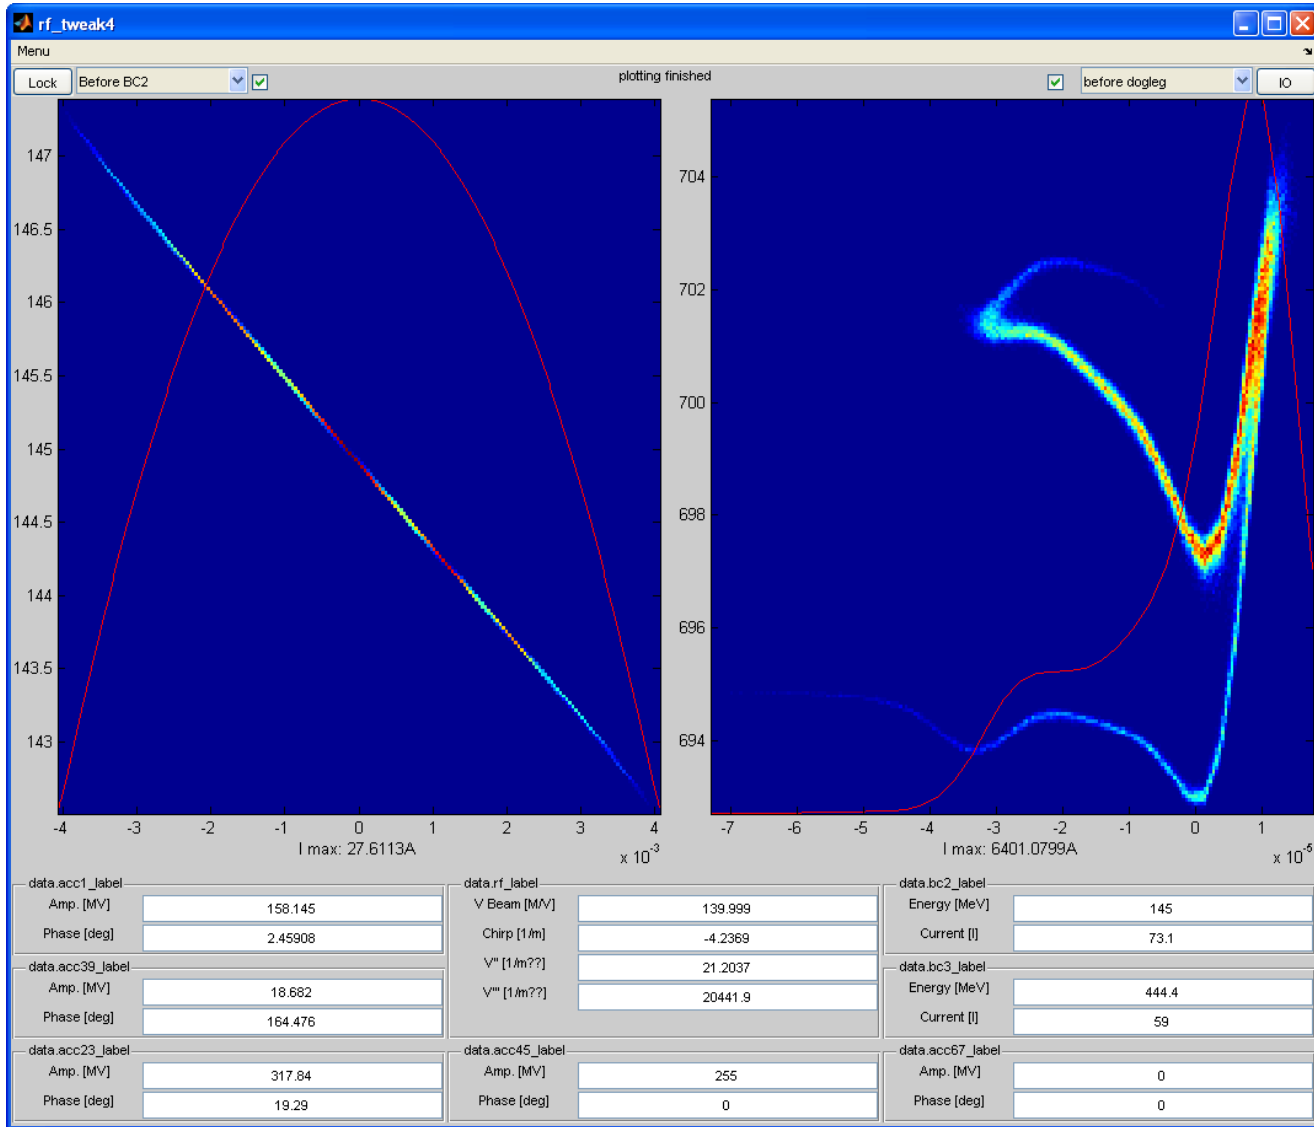 rf_tweak4
Menu
Lock Before BC2 plotting finished before dogleg IO
147
146.5
146
145.5
145
144.5
144
143.5
143
-4 -3 -2 -1 0 1 2 3 4
x 10-3
I max: 27.6113A
704
702
700
698
696
694
-7 -6 -5 -4 -3 -2 -1 0 1
x 10-5
I max: 6401.0799A
data.acc1_label
Amp. [MV] 158.145
Phase [deg] 2.45908
data.acc39_label
Amp. [MV] 18.682
Phase [deg] 164.476
data.acc23_label
Amp. [MV] 317.84
Phase [deg] 19.29
data.rf_label
V Beam [M/V] 139.999
Chirp [1/m] -4.2369
V'' [1/m??] 21.2037
V''' [1/m??] 20441.9
data.acc45_label
Amp. [MV] 255
Phase [deg] 0
data.bc2_label
Energy [MeV] 145
Current [I] 73.1
data.bc3_label
Energy [MeV] 444.4
Current [I] 59
data.acc67_label
Amp. [MV] 0
Phase [deg] 0